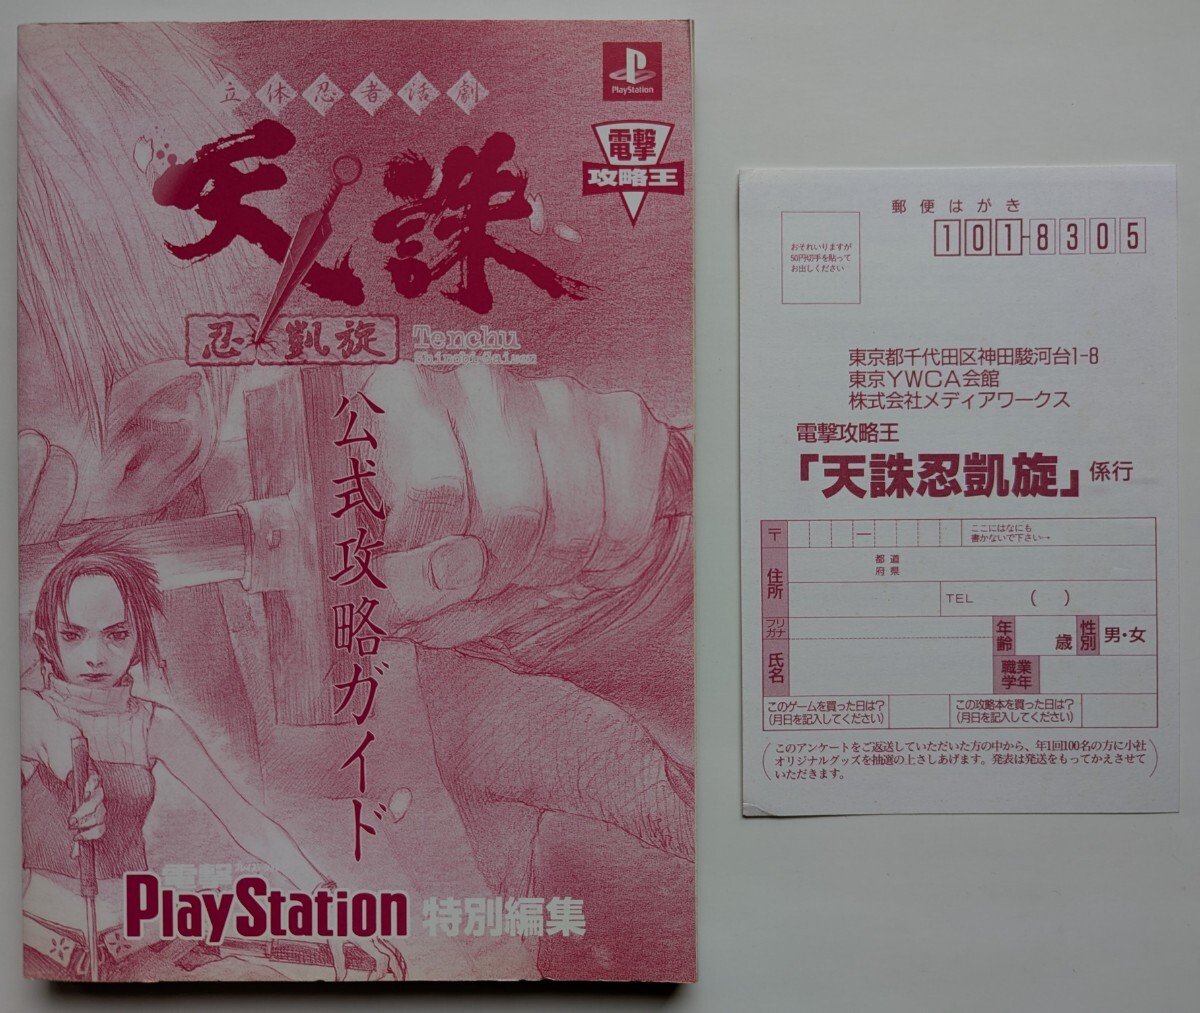 立体忍者活劇
天誅
忍凱旋
Tenchu
Shinobi-Gaisen
PlayStation
電撃
攻略王
公式攻略ガイド
電撃
PlayStation 特別編集
郵便はがき
101-8305
おそれいりますが
50円切手を貼って
お出しください
東京都千代田区神田駿河台1-8
東京YWCA会館
株式会社メディアワークス
電撃攻略王
「天誅忍凱旋」係行
〒 ー ここにはなにも
書かないで下さい→
住所 都道
府県
TEL ( )
フリ
ガナ
氏名
年齢 歳 性別 男・女
職業
学年
このゲームを買った日は?
(月日を記入してください)
この攻略本を買った日は?
(月日を記入してください)
(このアンケートをご返送していただいた方の中から、年1回100名の方に小社
オリジナルグッズを抽選の上さしあげます。発表は発送をもってかえさせて
いただきます。)